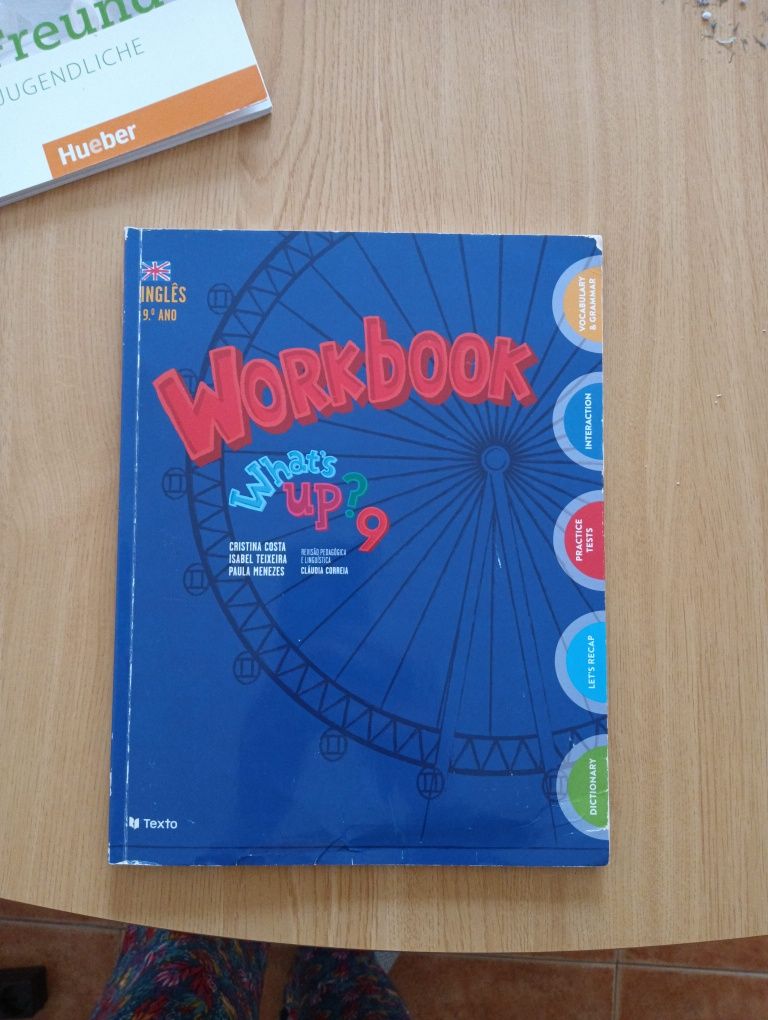 freund
JUGENDLICHE
Hueber
INGLÊS
9.º ANO
WORKBOOK
What's
up?
9
CRISTINA COSTA
ISABEL TEIXEIRA
PAULA MENEZES
REVISÃO PEDAGÓGICA
E LINGUÍSTICA
CLÁUDIA CORREIA
VOCABULARY
& GRAMMAR
INTERACTION
PRACTICE
TESTS
LET'S RECAP
DICTIONARY
Texto